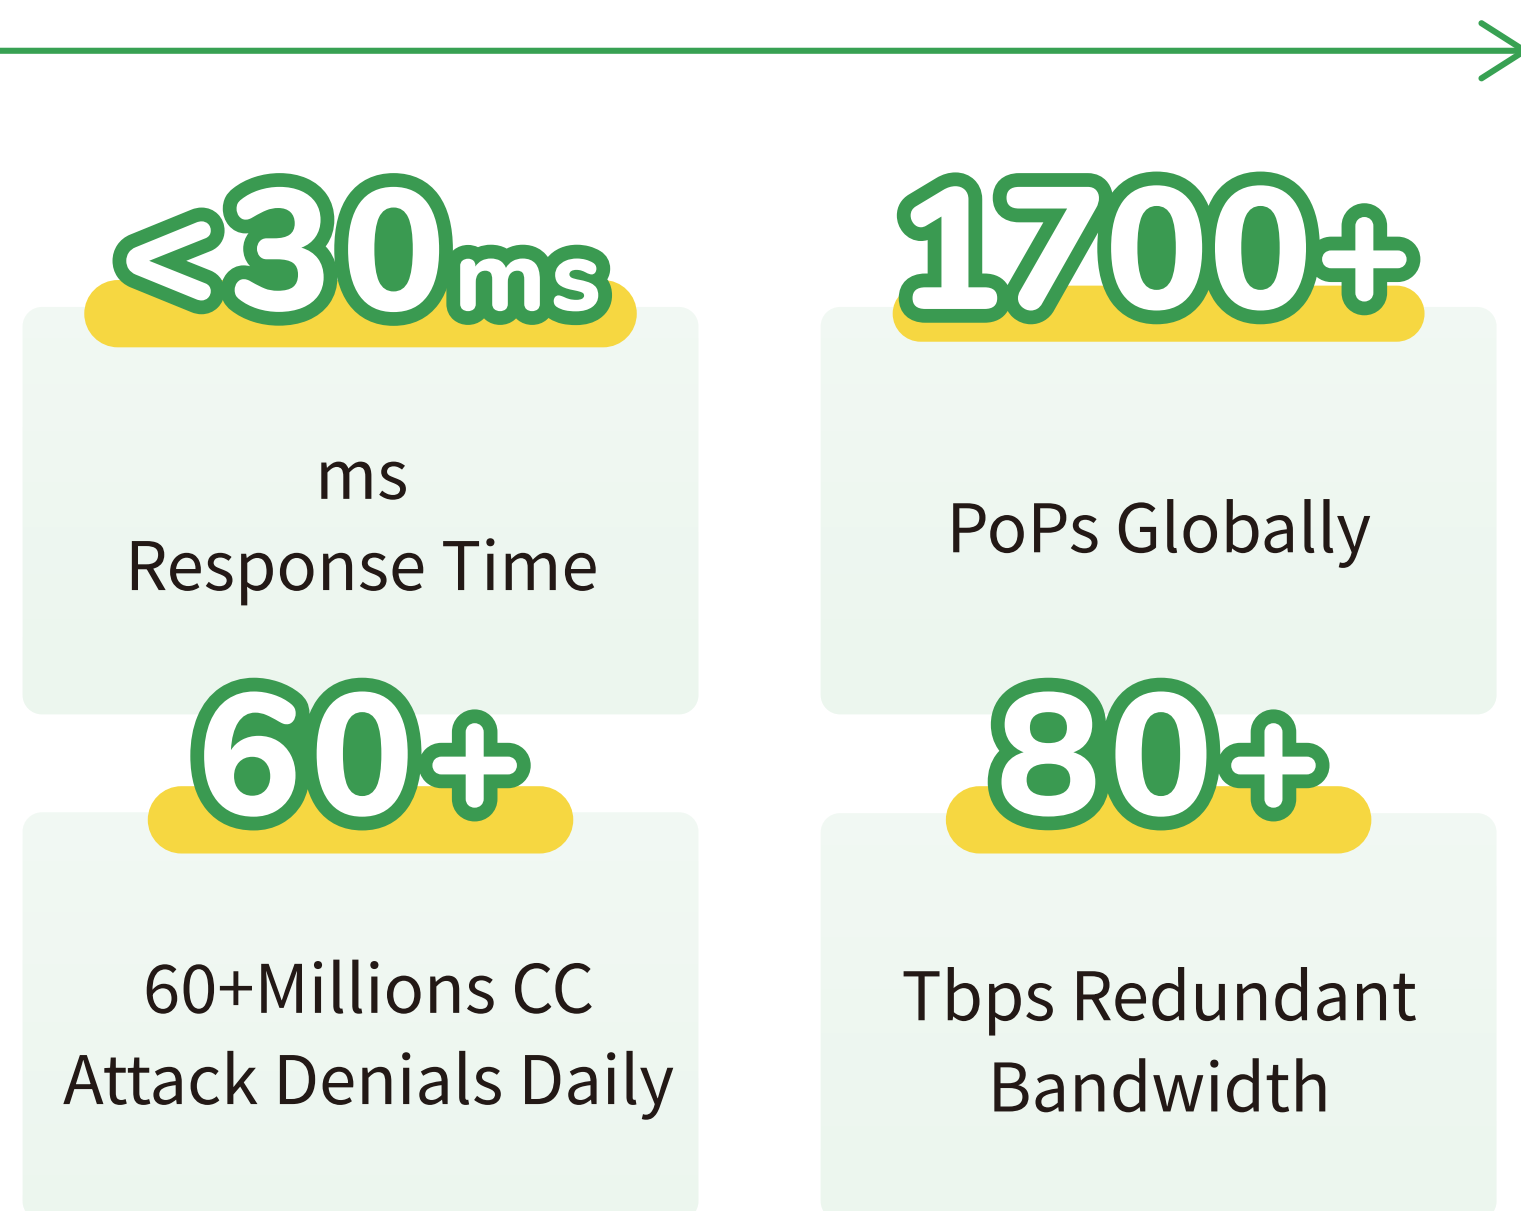 <30ms
ms
Response Time
1700+
PoPs Globally
60+
60+Millions CC
Attack Denials Daily
80+
Tbps Redundant
Bandwidth